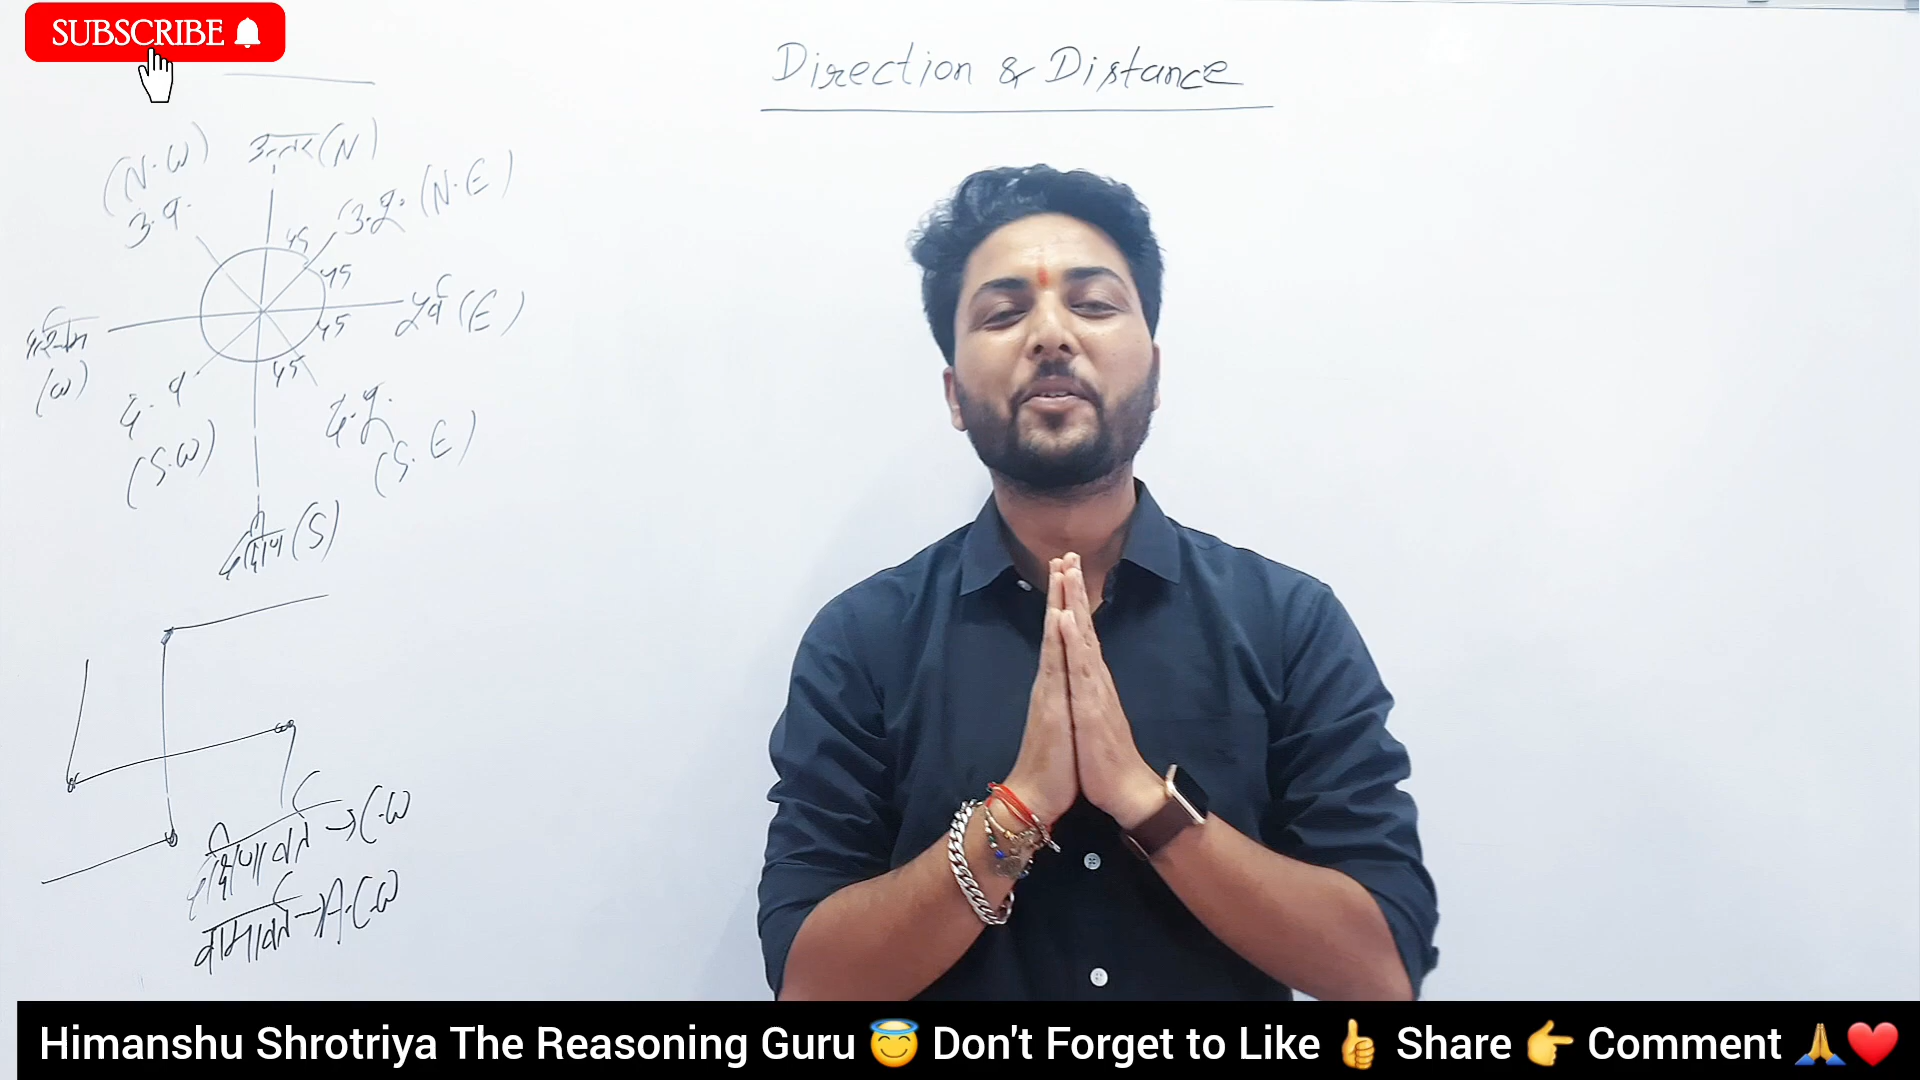 SUBSCRIBE
Direction & Distance
(N.W)
उत्तर (N)
उ.प.
उ.पू. (N.E)
45
45
पूर्व (E)
45
45
पश्चिम
(W)
द.प
(S.W)
द.पू.
(S.E)
दक्षिण (S)
दक्षिणावर्त → C.W
वामावर्त → A.C.W
Himanshu Shrotriya The Reasoning Guru 😇 Don't Forget to Like 👍 Share 👉 Comment 🙏❤️